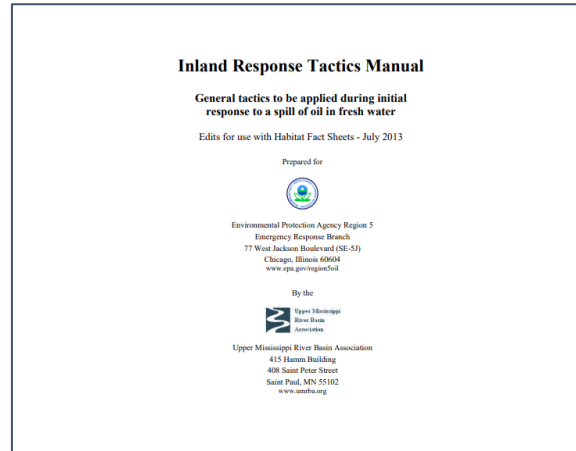 Inland Response Tactics Manual
General tactics to be applied during initial
response to a spill of oil in fresh water
Edits for use with Habitat Fact Sheets - July 2013
Prepared for
Environmental Protection Agency Region 5
Emergency Response Branch
77 West Jackson Boulevard (SE-5J)
Chicago, Illinois 60604
www.epa.gov/region5oil
By the
Upper Mississippi
River Basin
Association
Upper Mississippi River Basin Association
415 Hamm Building
408 Saint Peter Street
Saint Paul, MN 55102
www.umrba.org